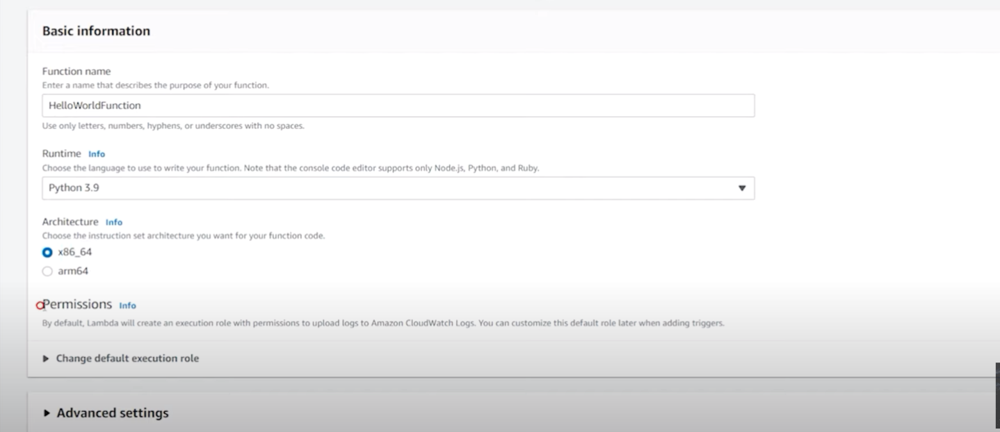 Basic information
Function name
Enter a name that describes the purpose of your function.
HelloWorldFunction
Use only letters, numbers, hyphens, or underscores with no spaces.
Runtime Info
Choose the language to use to write your function. Note that the console code editor supports only Node.js, Python, and Ruby.
Python 3.9
Architecture Info
Choose the instruction set architecture you want for your function code.
x86_64
arm64
Permissions Info
By default, Lambda will create an execution role with permissions to upload logs to Amazon CloudWatch Logs. You can customize this default role later when adding triggers.
Change default execution role
Advanced settings